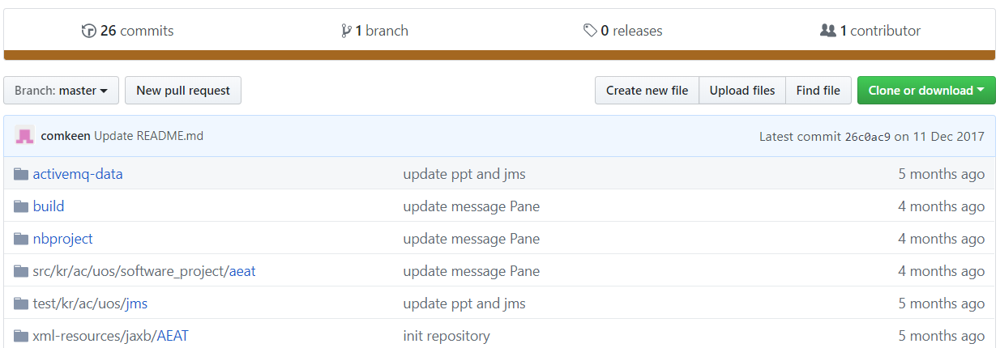 26 commits 1 branch 0 releases 1 contributor
Branch: master New pull request Create new file Upload files Find file Clone or download
comkeen Update README.md Latest commit 26c0ac9 on 11 Dec 2017
activemq-data update ppt and jms 5 months ago
build update message Pane 4 months ago
nbproject update message Pane 4 months ago
src/kr/ac/uos/software_project/aeat update message Pane 4 months ago
test/kr/ac/uos/jms update ppt and jms 5 months ago
xml-resources/jaxb/AEAT init repository 5 months ago